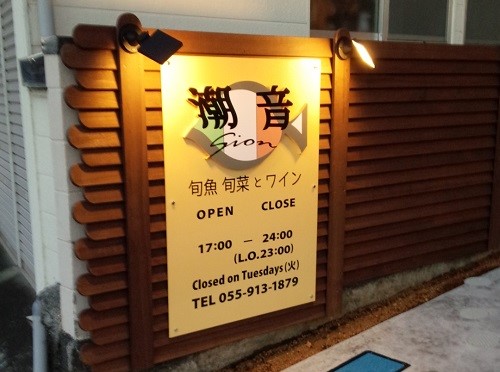 潮音
Sion
旬魚 旬菜とワイン
OPEN CLOSE
17:00 — 24:00
(L.O.23:00)
Closed on Tuesdays (火)
TEL 055-913-1879